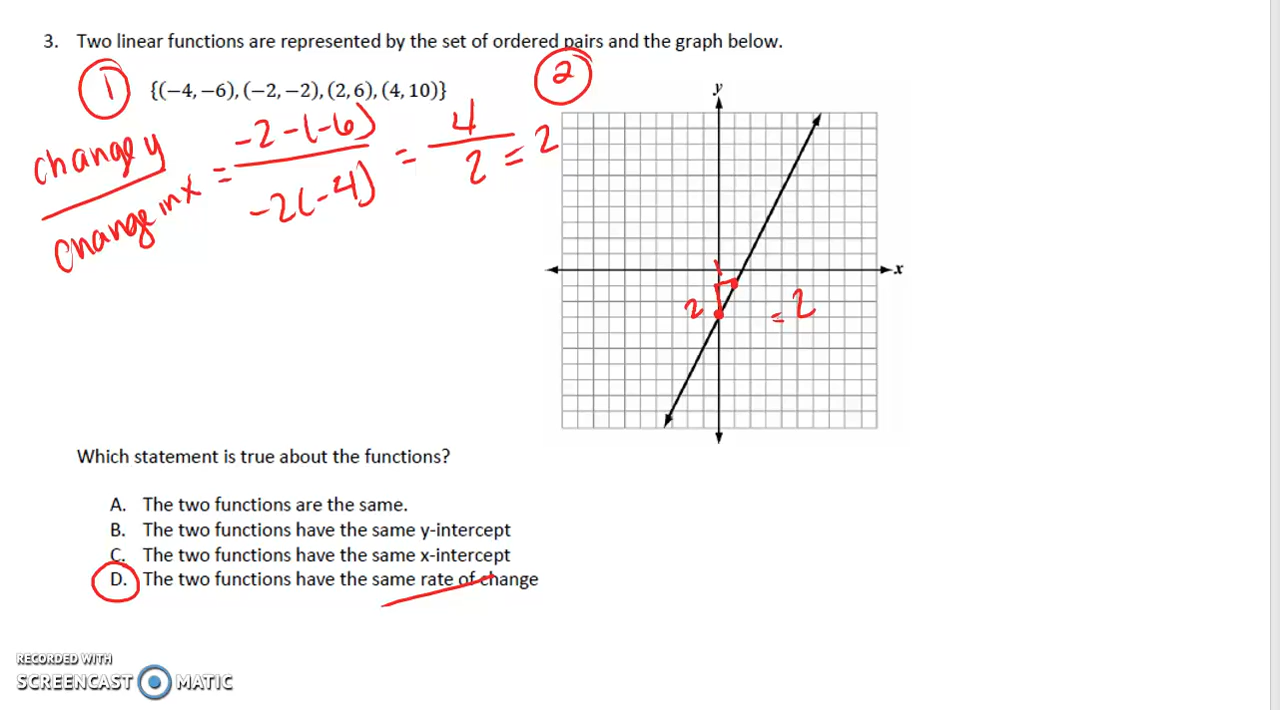 3. Two linear functions are represented by the set of ordered pairs and the graph below.
1 {(−4, −6), (−2, −2), (2, 6), (4, 10)} 2
change y / change in x = -2-(-6) / -2(-4) = 4 / 2 = 2
y
x
1
2 = 2
Which statement is true about the functions?
A. The two functions are the same.
B. The two functions have the same y-intercept
C. The two functions have the same x-intercept
D. The two functions have the same rate of change
RECORDED WITH
SCREENCAST MATIC